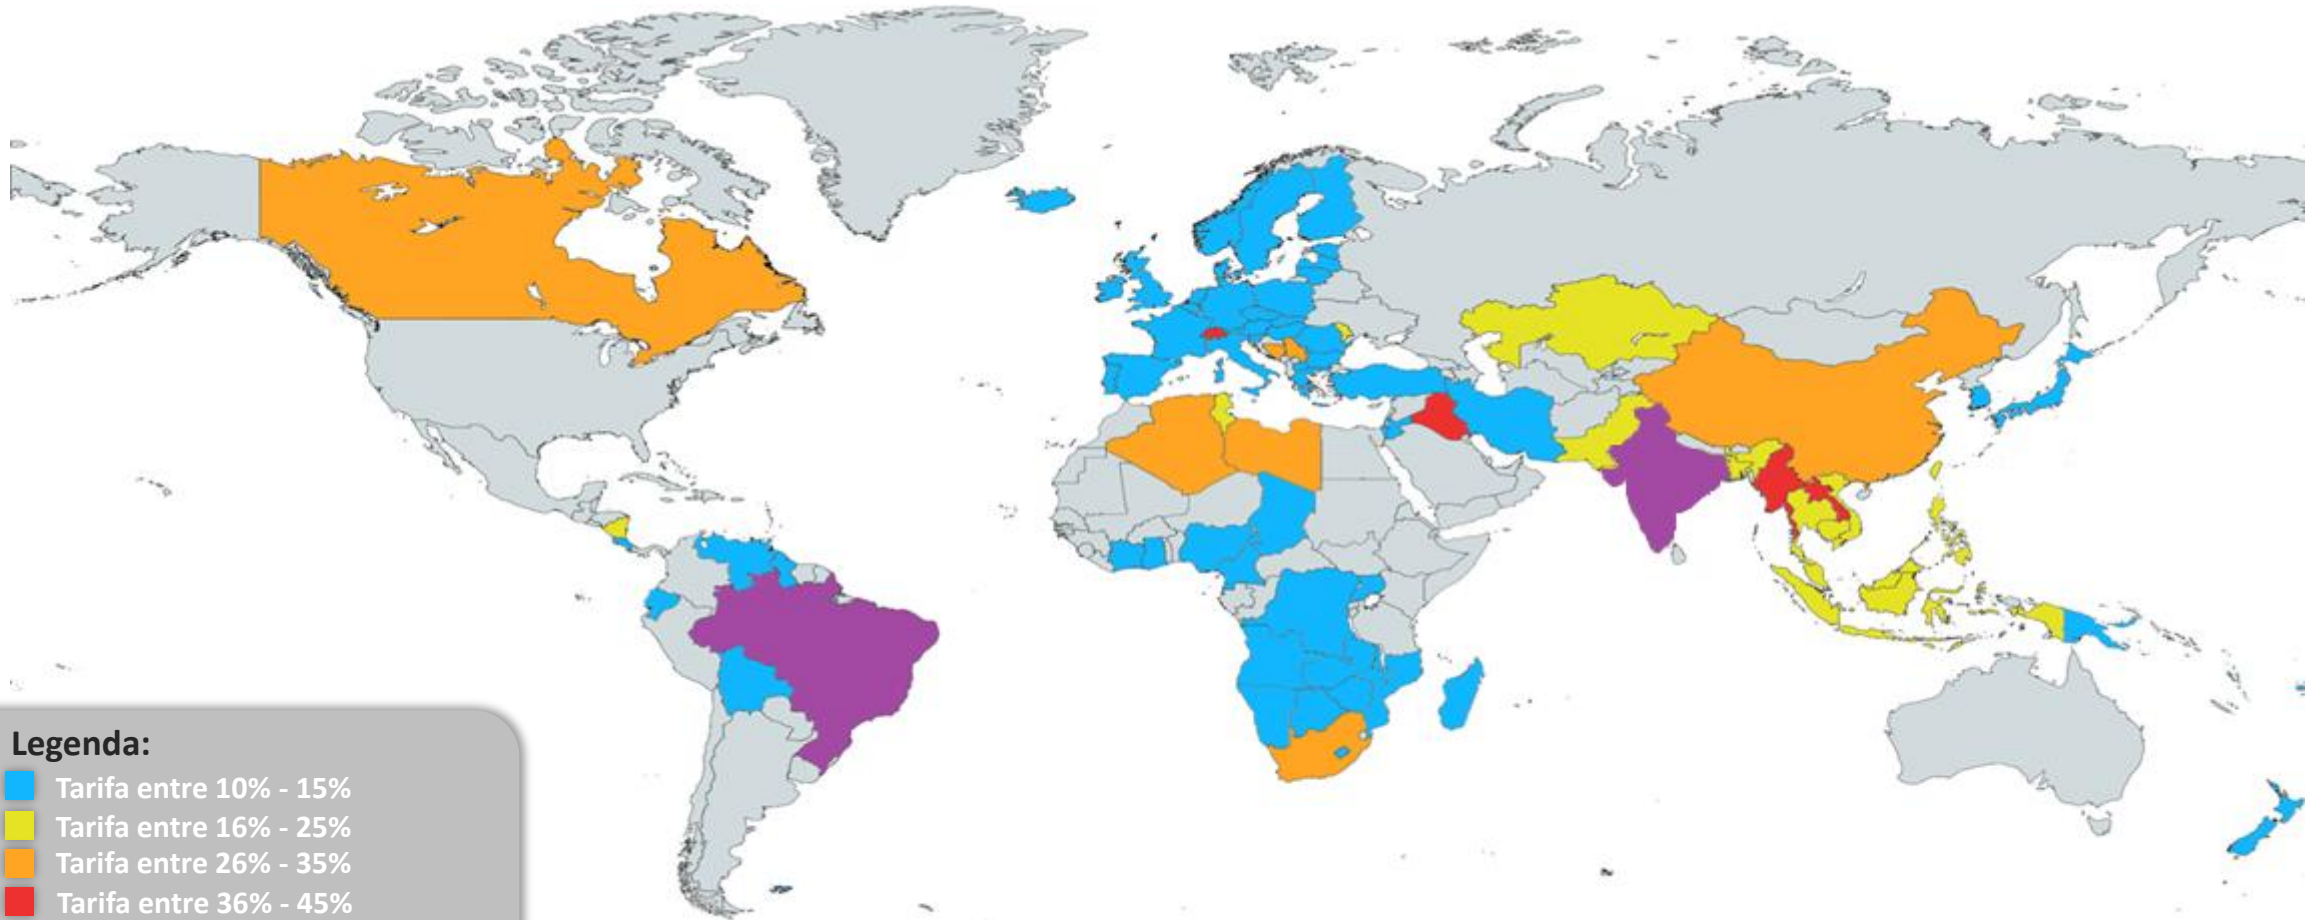 Legenda:
Tarifa entre 10% - 15%
Tarifa entre 16% - 25%
Tarifa entre 26% - 35%
Tarifa entre 36% - 45%